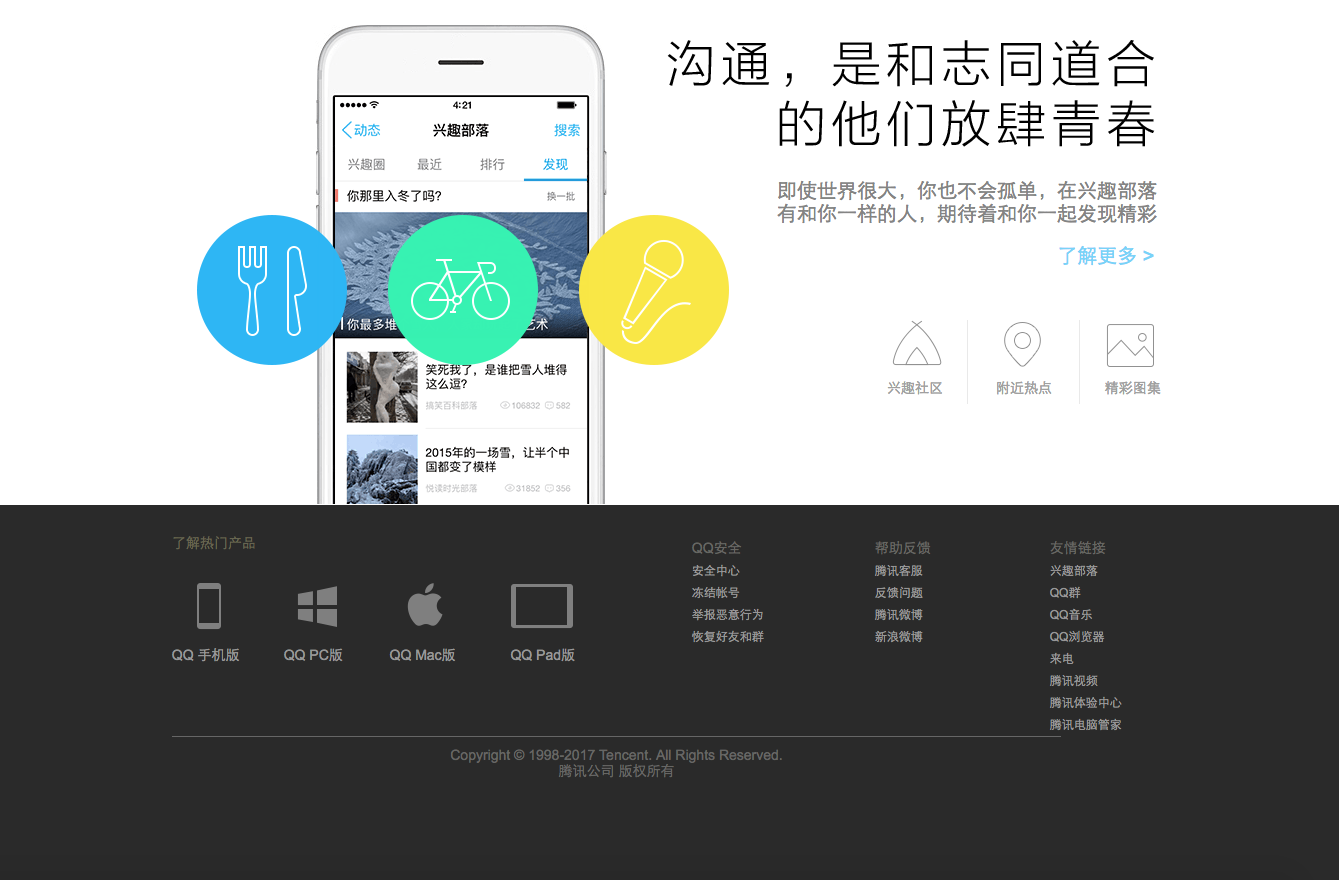 沟通，是和志同道合
的他们放肆青春
即使世界很大，你也不会孤单，在兴趣部落
有和你一样的人，期待着和你一起发现精彩
了解更多 >
兴趣社区
附近热点
精彩图集
4:21
动态
兴趣部落
搜索
兴趣圈
最近
排行
发现
你那里入冬了吗?
换一批
你最多堆
艺术
笑死我了，是谁把雪人堆得
这么逗?
搞笑百科部落 106832 582
2015年的一场雪，让半个中
国都变了模样
悦读时光部落 31852 356
了解热门产品
QQ 手机版
QQ PC版
QQ Mac版
QQ Pad版
QQ安全
安全中心
冻结帐号
举报恶意行为
恢复好友和群
帮助反馈
腾讯客服
反馈问题
腾讯微博
新浪微博
友情链接
兴趣部落
QQ群
QQ音乐
QQ浏览器
来电
腾讯视频
腾讯体验中心
腾讯电脑管家
Copyright © 1998-2017 Tencent. All Rights Reserved.
腾讯公司 版权所有